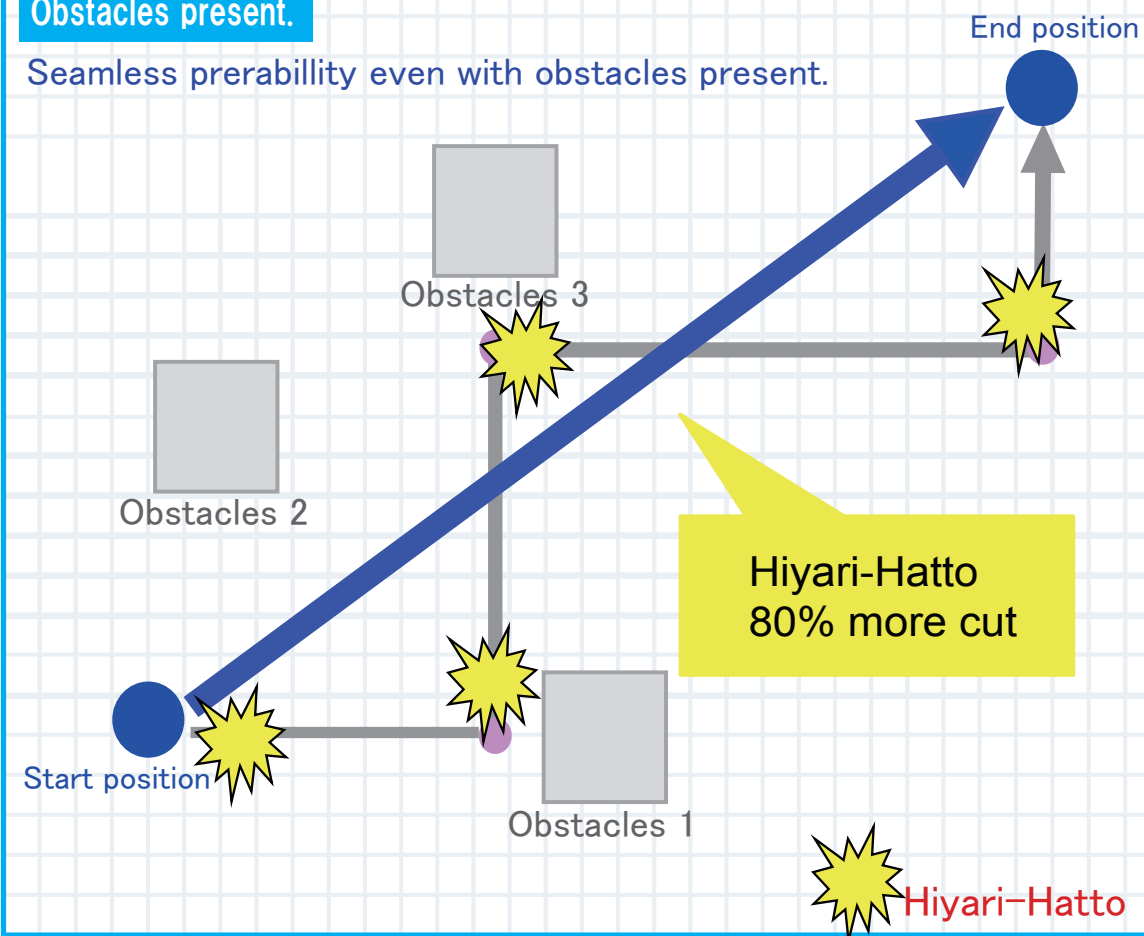 Obstacles present.
End position
Seamless prerabillity even with obstacles present.
Obstacles 3
Obstacles 2
Hiyari-Hatto
80% more cut
Start position
Obstacles 1
Hiyari-Hatto